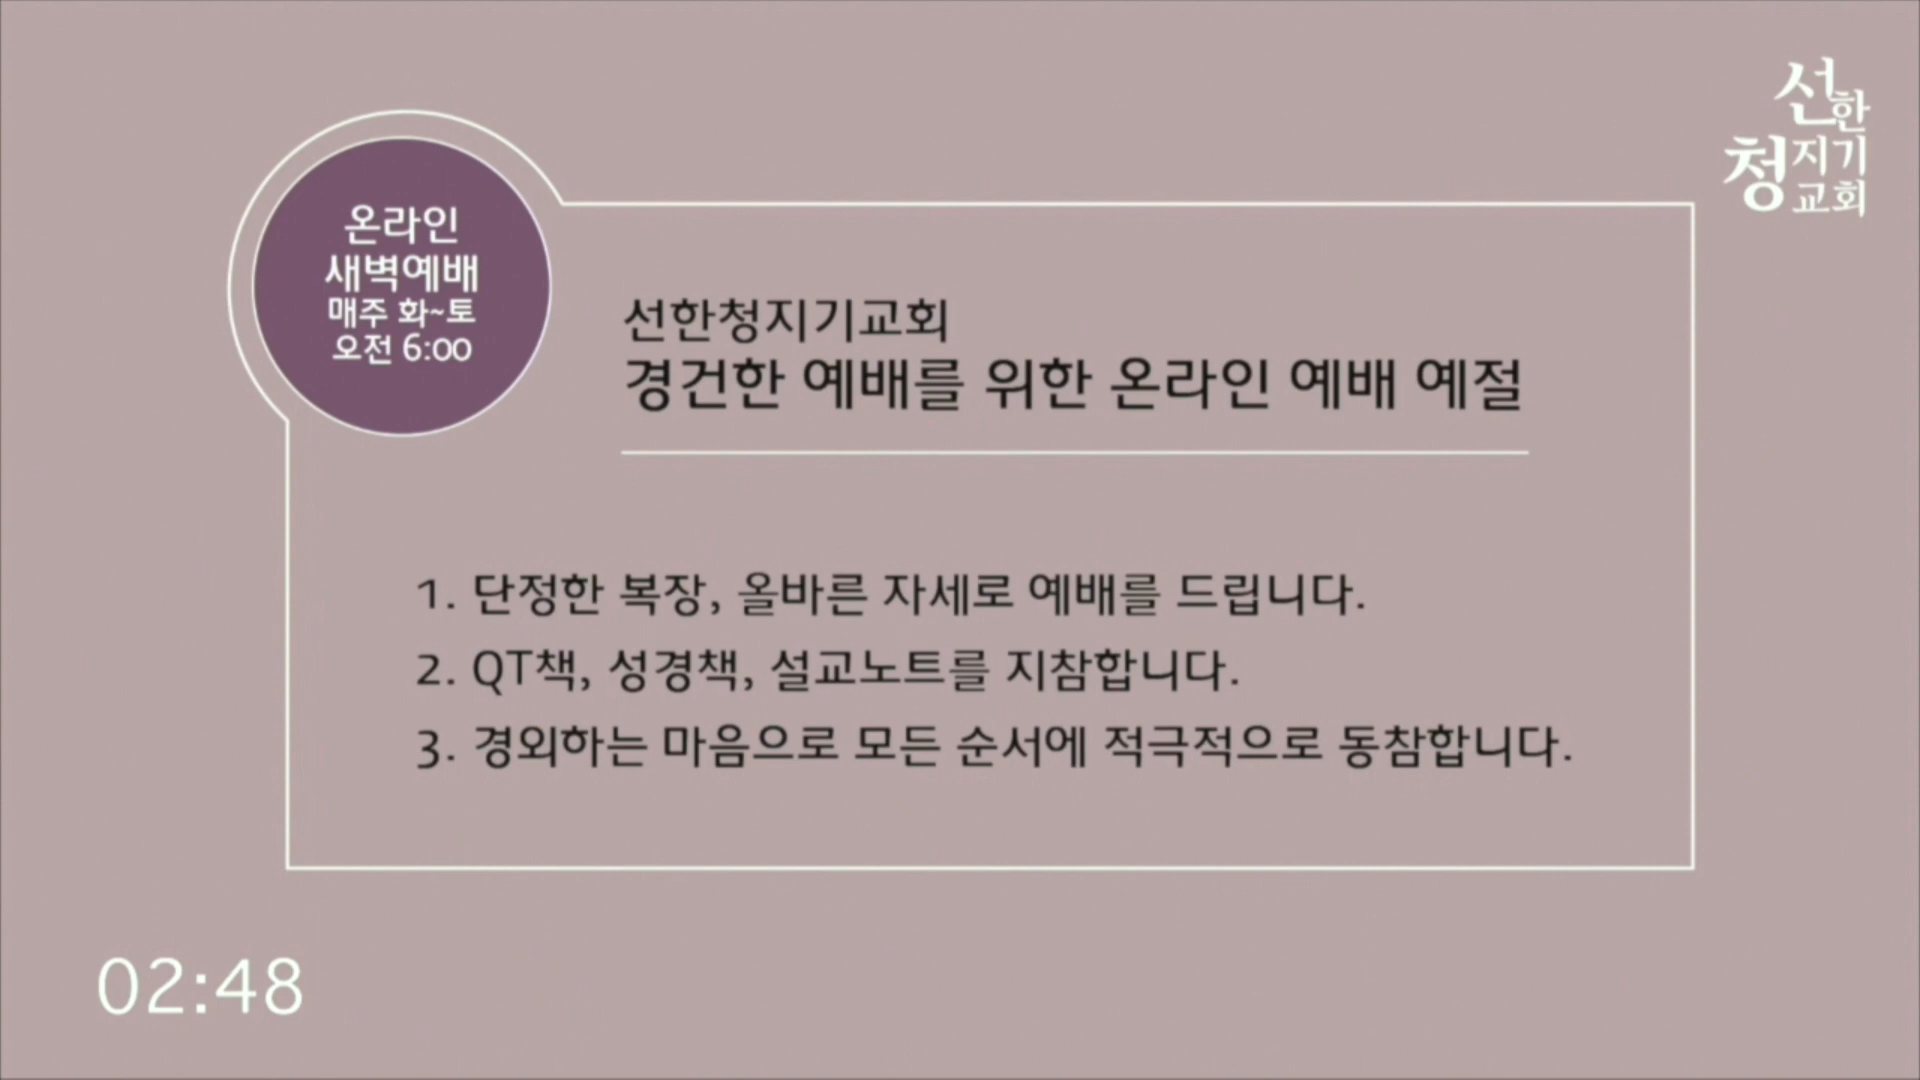 온라인
새벽예배
매주 화~토
오전 6:00
선한
청지기
교회
선한청지기교회
경건한 예배를 위한 온라인 예배 예절
1. 단정한 복장, 올바른 자세로 예배를 드립니다.
2. QT책, 성경책, 설교노트를 지참합니다.
3. 경외하는 마음으로 모든 순서에 적극적으로 동참합니다.
02:48